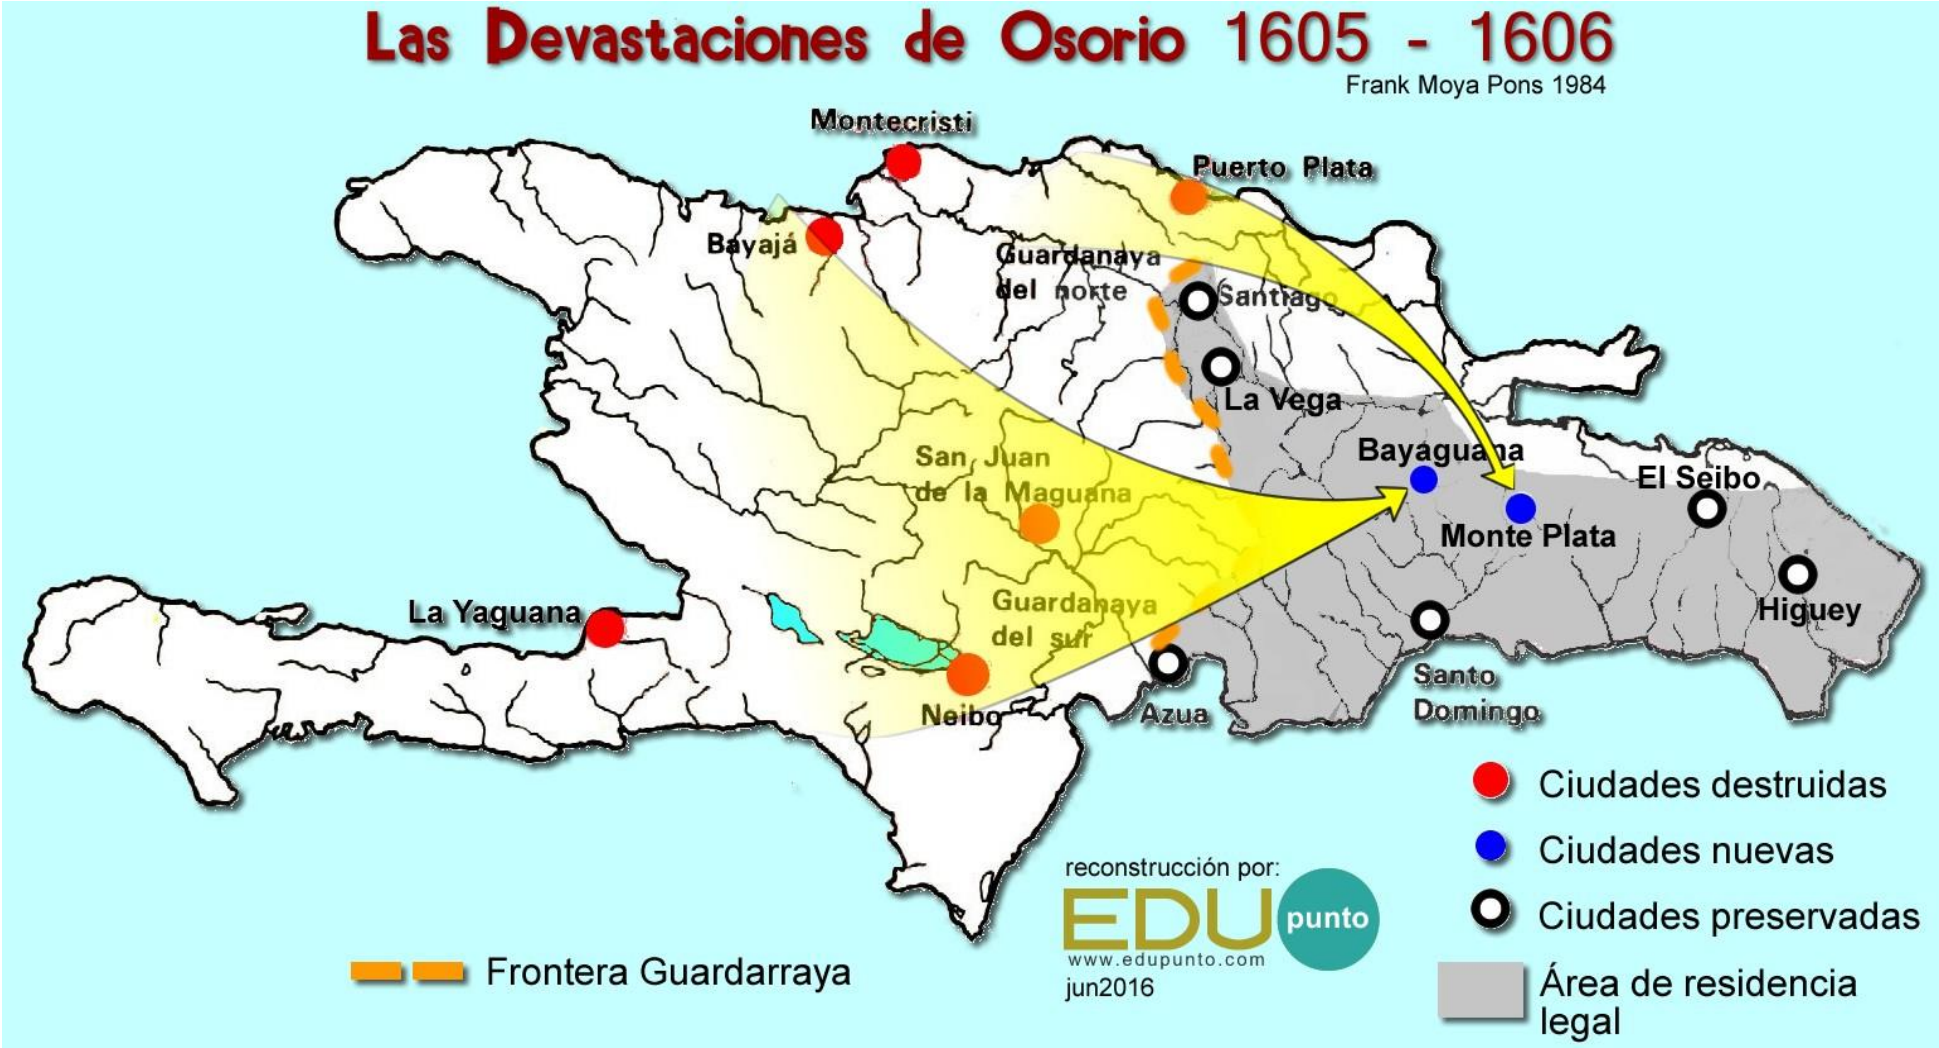 Las Devastaciones de Osorio 1605 - 1606
Frank Moya Pons 1984
Montecristi
Puerto Plata
Bayajá
Guardanaya
del norte
Santiago
La Vega
San Juan
de la Maguana
Bayaguana
El Seibo
Monte Plata
La Yaguana
Guardanaya
del sur
Higuey
Neibo
Azua
Santo
Domingo
Ciudades destruidas
Ciudades nuevas
Ciudades preservadas
Área de residencia
legal
reconstrucción por:
EDU punto
www.edupunto.com
jun2016
Frontera Guardarraya